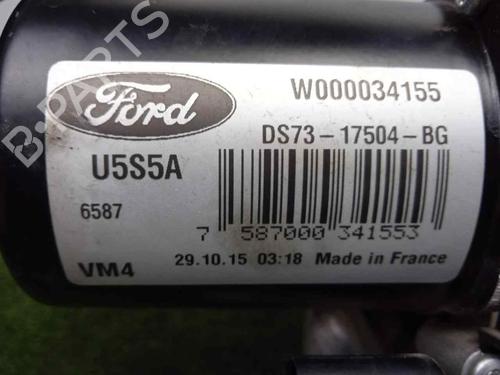 Ford
W000034155
DS73-17504-BG
U5S5A
6587
7 587000 341553
VM4
29.10.15 03:18 Made in France
B-PARTS